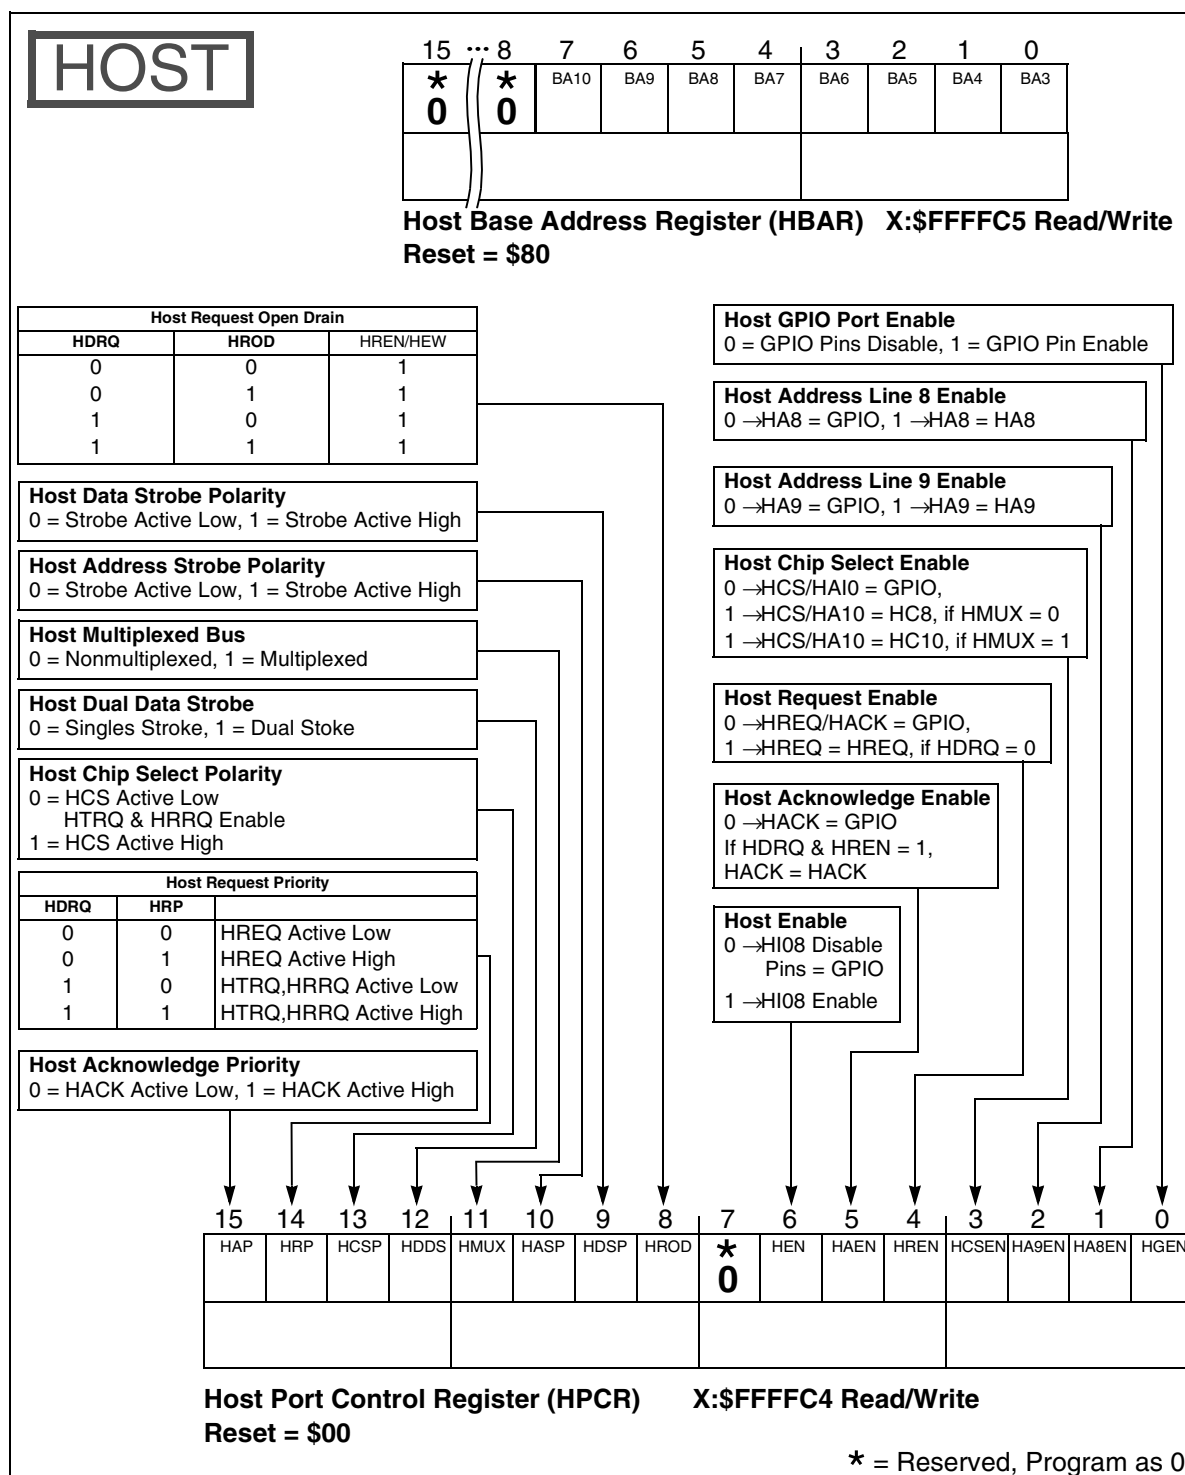 HOST
15 ... 8 7 6 5 4 3 2 1 0
* * BA10 BA9 BA8 BA7 BA6 BA5 BA4 BA3
0 0
Host Base Address Register (HBAR) X:$FFFFC5 Read/Write
Reset = $80
Host Request Open Drain
HDRQ HROD HREN/HEW
0 0 1
0 1 1
1 0 1
1 1 1
Host Data Strobe Polarity
0 = Strobe Active Low, 1 = Strobe Active High
Host Address Strobe Polarity
0 = Strobe Active Low, 1 = Strobe Active High
Host Multiplexed Bus
0 = Nonmultiplexed, 1 = Multiplexed
Host Dual Data Strobe
0 = Singles Stroke, 1 = Dual Stoke
Host Chip Select Polarity
0 = HCS Active Low
HTRQ & HRRQ Enable
1 = HCS Active High
Host Request Priority
HDRQ HRP
0 0 HREQ Active Low
0 1 HREQ Active High
1 0 HTRQ,HRRQ Active Low
1 1 HTRQ,HRRQ Active High
Host Acknowledge Priority
0 = HACK Active Low, 1 = HACK Active High
Host GPIO Port Enable
0 = GPIO Pins Disable, 1 = GPIO Pin Enable
Host Address Line 8 Enable
0 →HA8 = GPIO, 1 →HA8 = HA8
Host Address Line 9 Enable
0 →HA9 = GPIO, 1 →HA9 = HA9
Host Chip Select Enable
0 →HCS/HAI0 = GPIO,
1 →HCS/HA10 = HC8, if HMUX = 0
1 →HCS/HA10 = HC10, if HMUX = 1
Host Request Enable
0 →HREQ/HACK = GPIO,
1 →HREQ = HREQ, if HDRQ = 0
Host Acknowledge Enable
0 →HACK = GPIO
If HDRQ & HREN = 1,
HACK = HACK
Host Enable
0 →HI08 Disable
Pins = GPIO
1 →HI08 Enable
15 14 13 12 11 10 9 8 7 6 5 4 3 2 1 0
HAP HRP HCSP HDDS HMUX HASP HDSP HROD * HEN HAEN HREN HCSEN HA9EN HA8EN HGEN
0
Host Port Control Register (HPCR) X:$FFFFC4 Read/Write
Reset = $00
* = Reserved, Program as 0